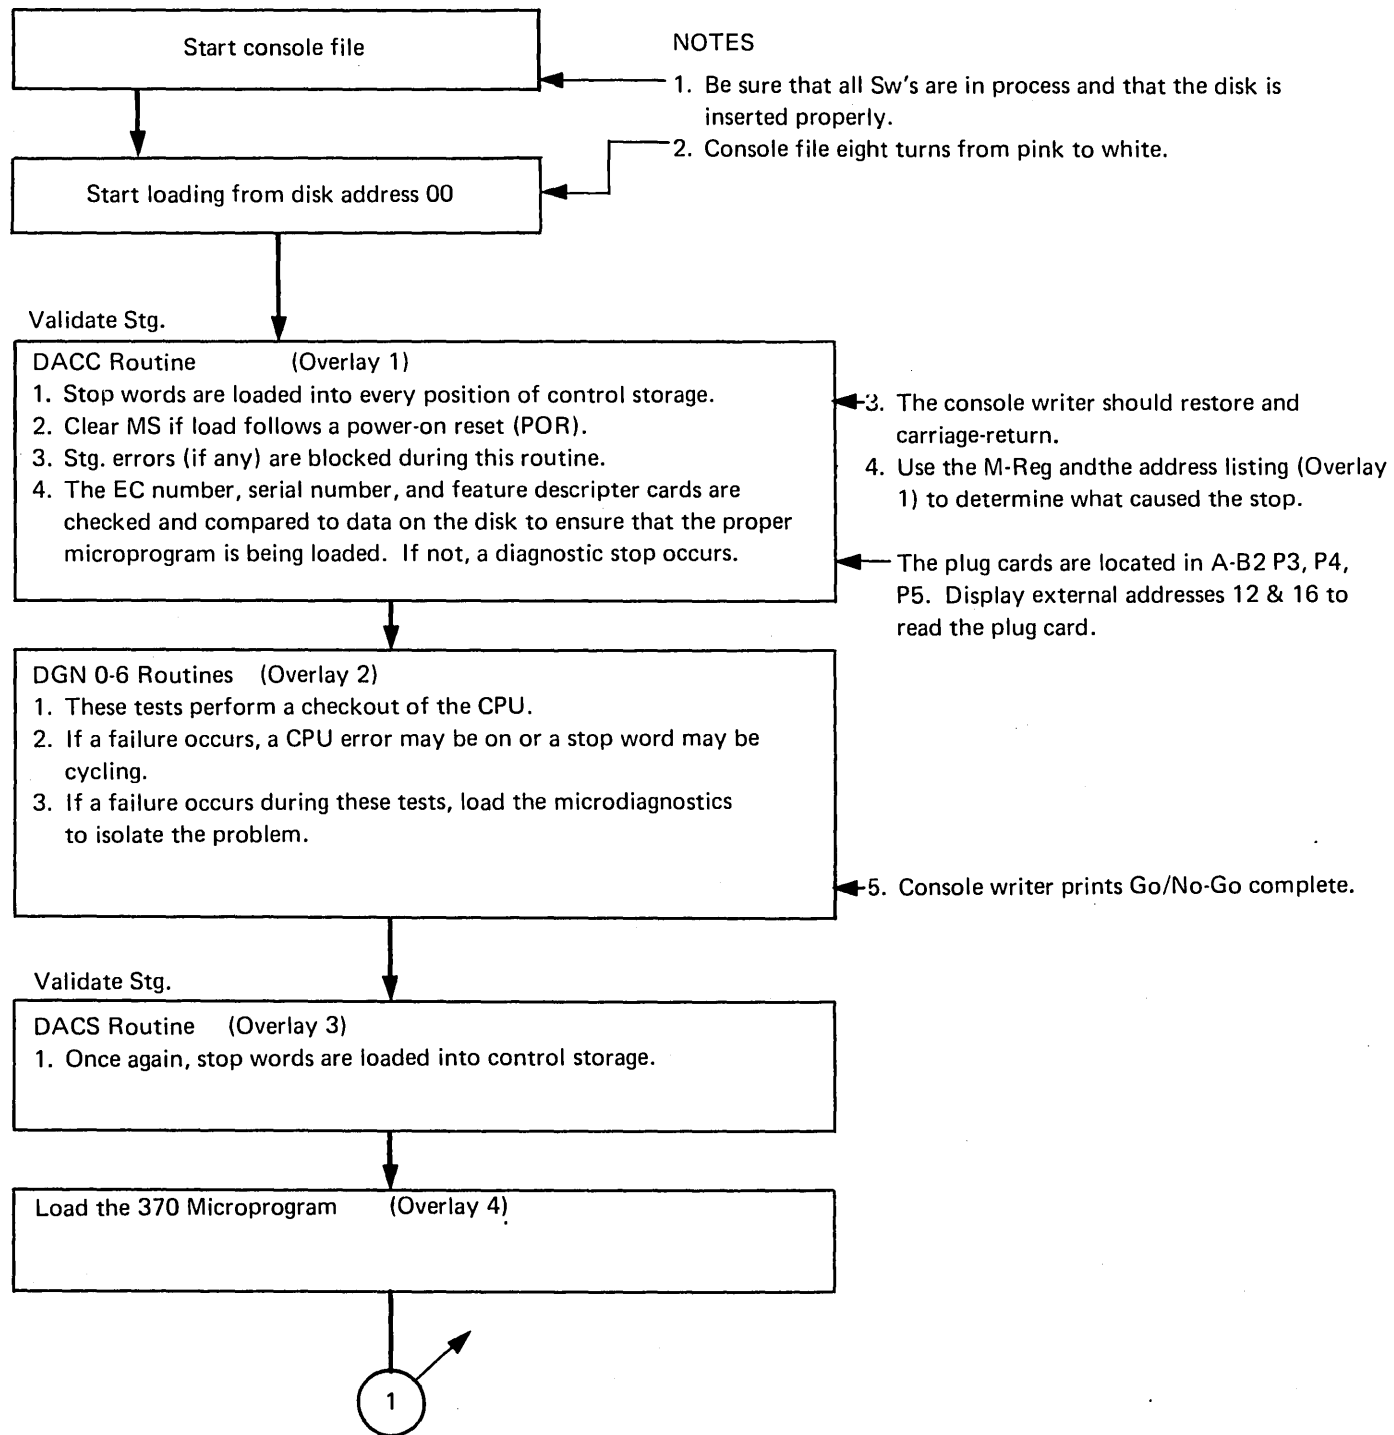 Start console file
NOTES
1. Be sure that all Sw's are in process and that the disk is
inserted properly.
2. Console file eight turns from pink to white.
Start loading from disk address 00
Validate Stg.
DACC Routine (Overlay 1)
1. Stop words are loaded into every position of control storage.
2. Clear MS if load follows a power-on reset (POR).
3. Stg. errors (if any) are blocked during this routine.
4. The EC number, serial number, and feature descripter cards are
checked and compared to data on the disk to ensure that the proper
microprogram is being loaded. If not, a diagnostic stop occurs.
3. The console writer should restore and
carriage-return.
4. Use the M-Reg andthe address listing (Overlay
1) to determine what caused the stop.
The plug cards are located in A-B2 P3, P4,
P5. Display external addresses 12 & 16 to
read the plug card.
DGN 0-6 Routines (Overlay 2)
1. These tests perform a checkout of the CPU.
2. If a failure occurs, a CPU error may be on or a stop word may be
cycling.
3. If a failure occurs during these tests, load the microdiagnostics
to isolate the problem.
5. Console writer prints Go/No-Go complete.
Validate Stg.
DACS Routine (Overlay 3)
1. Once again, stop words are loaded into control storage.
Load the 370 Microprogram (Overlay 4)
1